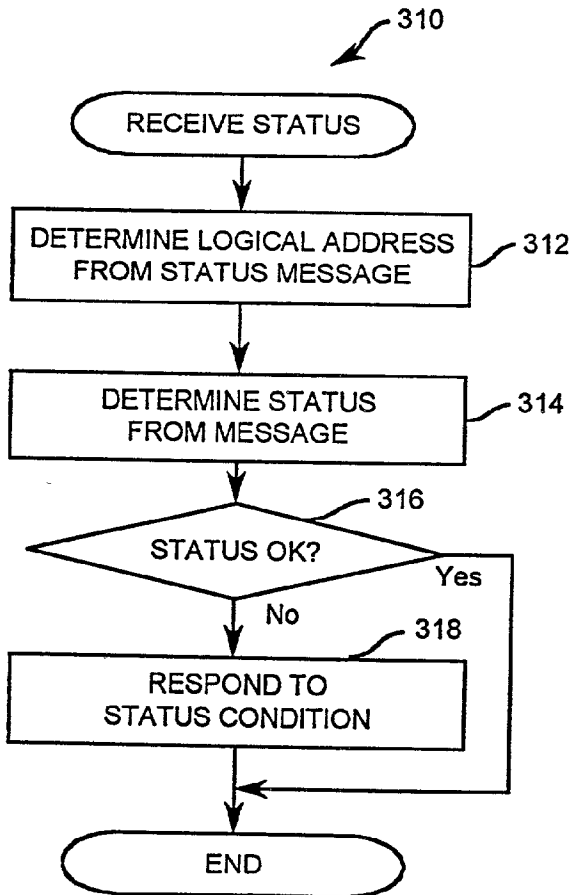 310
RECEIVE STATUS
DETERMINE LOGICAL ADDRESS
FROM STATUS MESSAGE
312
DETERMINE STATUS
FROM MESSAGE
314
316
STATUS OK?
Yes
No
318
RESPOND TO
STATUS CONDITION
END